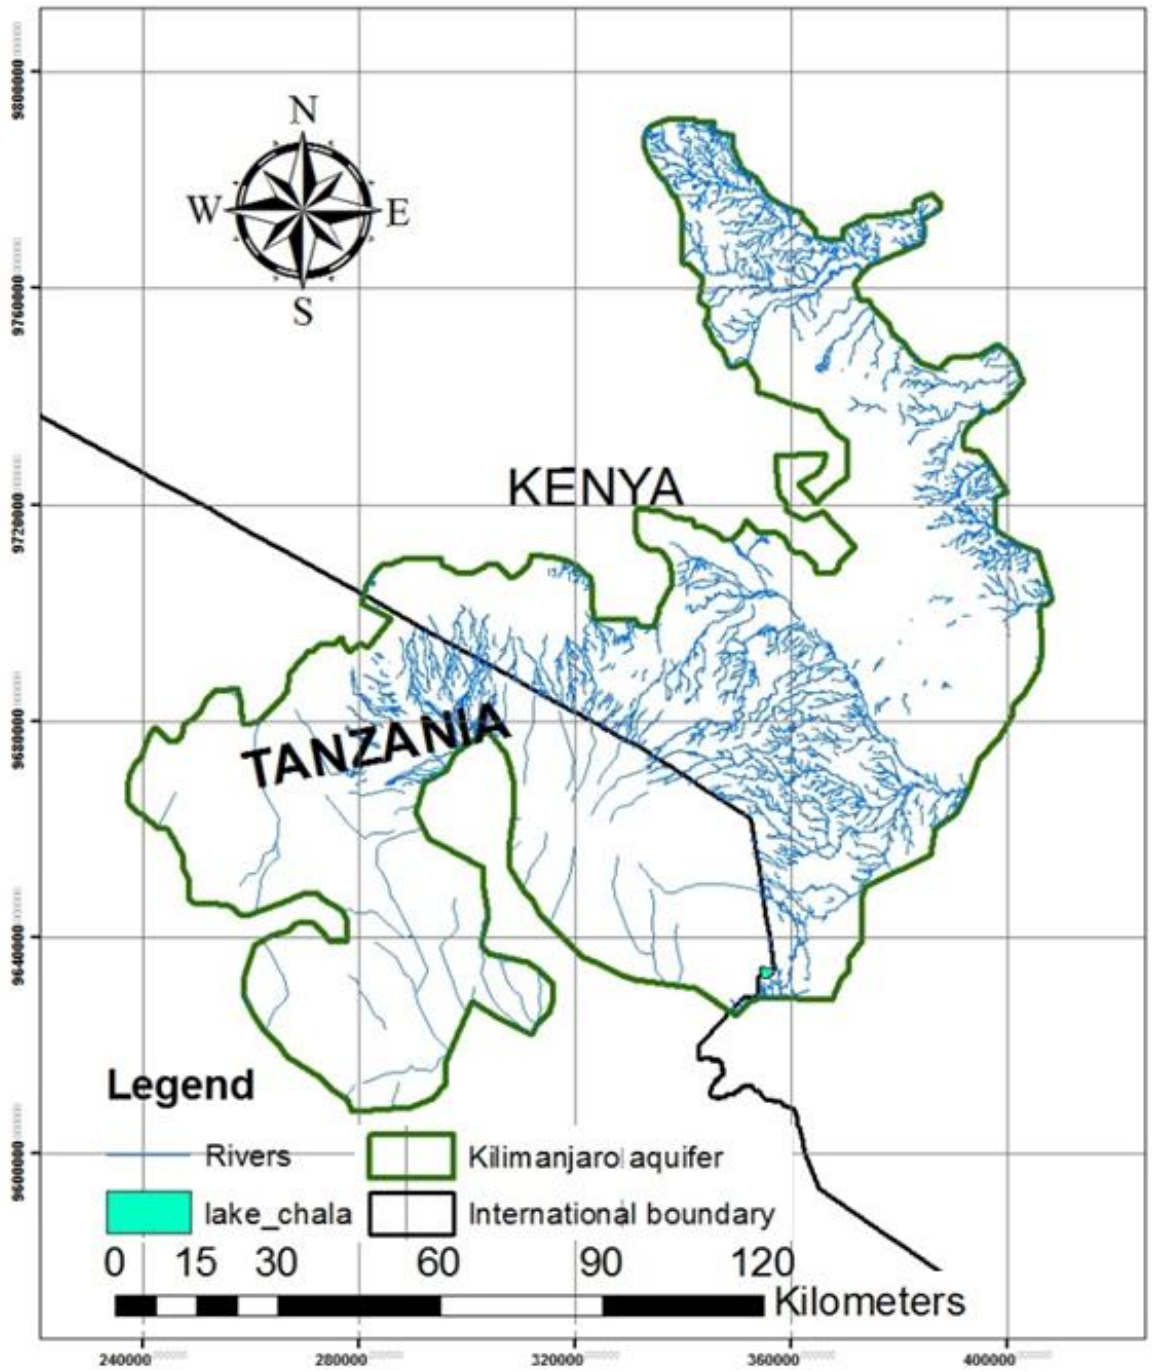 9800000
N
W E
S
9760000
KENYA
9720000
TANZANIA
9680000
9640000
Legend
Rivers Kilimanjaro aquifer
lake_chala International boundary
9600000
0 15 30 60 90 120
Kilometers
240000 280000 320000 360000 400000